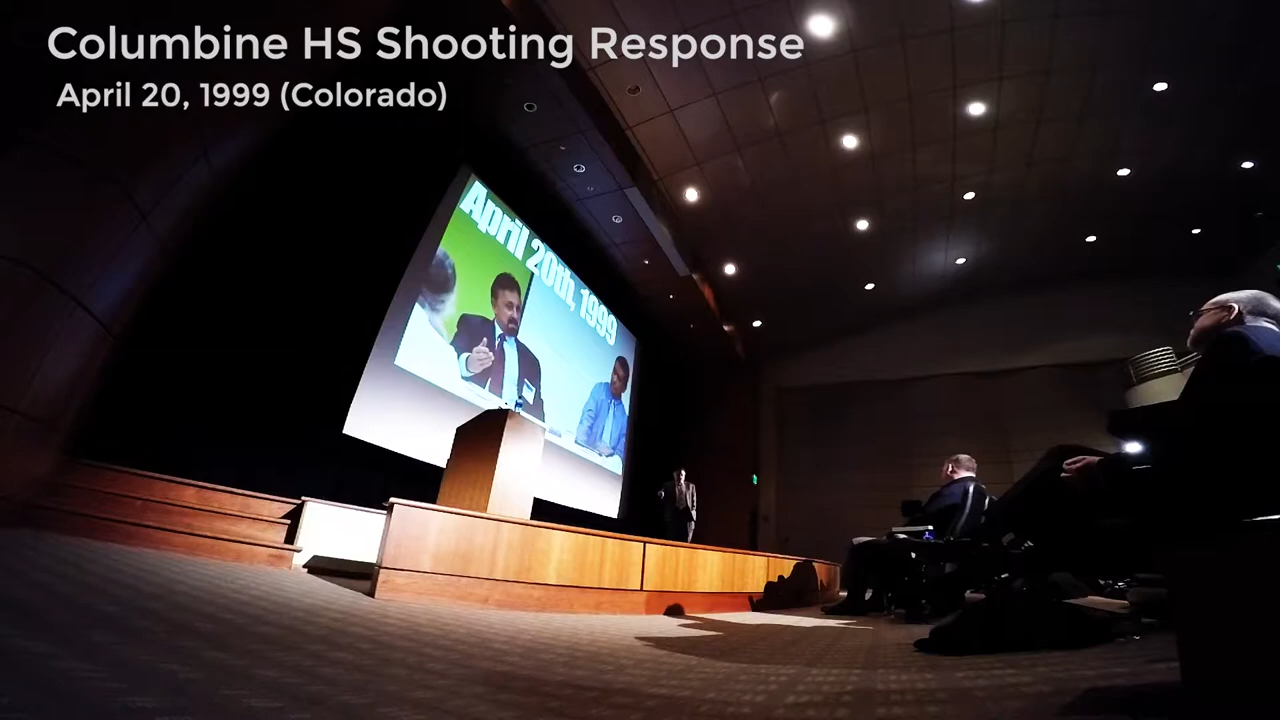 Columbine HS Shooting Response
April 20, 1999 (Colorado)
April 20th, 1999